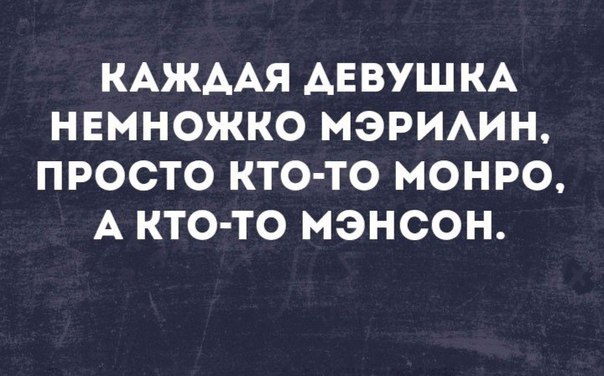 КАЖДАЯ ДЕВУШКА
НЕМНОЖКО МЭРИЛИН,
ПРОСТО КТО-ТО МОНРО,
А КТО-ТО МЭНСОН.